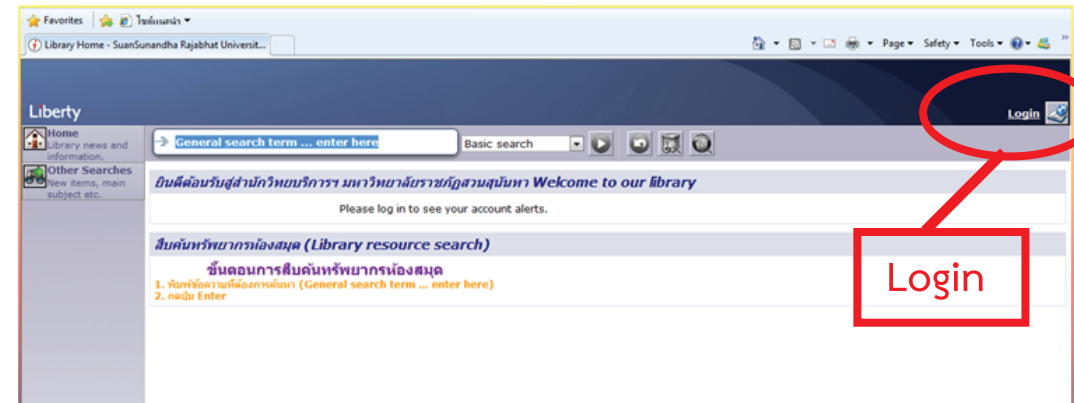 Favorites ไซต์แนะนำ
Library Home - SuanSunandha Rajabhat Universit...
Page Safety Tools
Liberty
Login
Home
Library news and information.
General search term ... enter here
Basic search
Other Searches
New items, main subject etc.
ยินดีต้อนรับสู่สำนักวิทยบริการฯ มหาวิทยาลัยราชภัฏสวนสุนันทา Welcome to our library
Please log in to see your account alerts.
สืบค้นทรัพยากรห้องสมุด (Library resource search)
ขั้นตอนการสืบค้นทรัพยากรห้องสมุด
1. พิมพ์ข้อความที่ต้องการค้นหา (General search term ... enter here)
2. กดปุ่ม Enter
Login